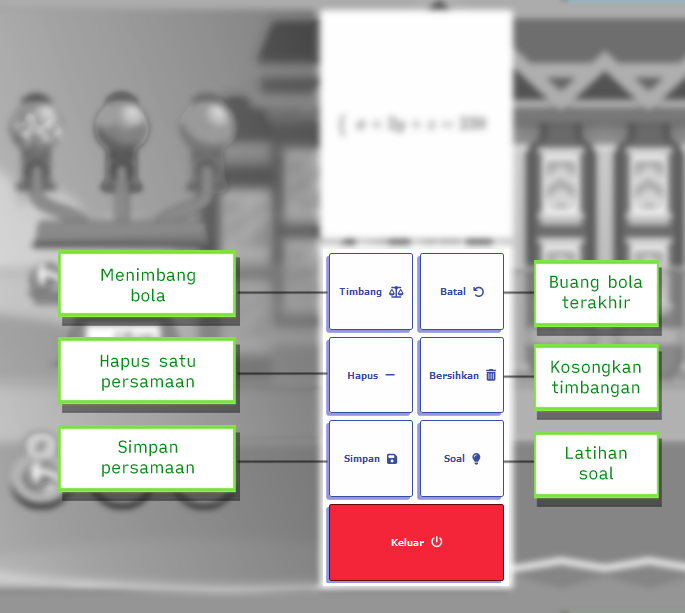 Menimbang
bola
Timbang
Batal
Buang bola
terakhir
Hapus satu
persamaan
Hapus
Bersihkan
Kosongkan
timbangan
Simpan
persamaan
Simpan
Soal
Latihan
soal
Keluar